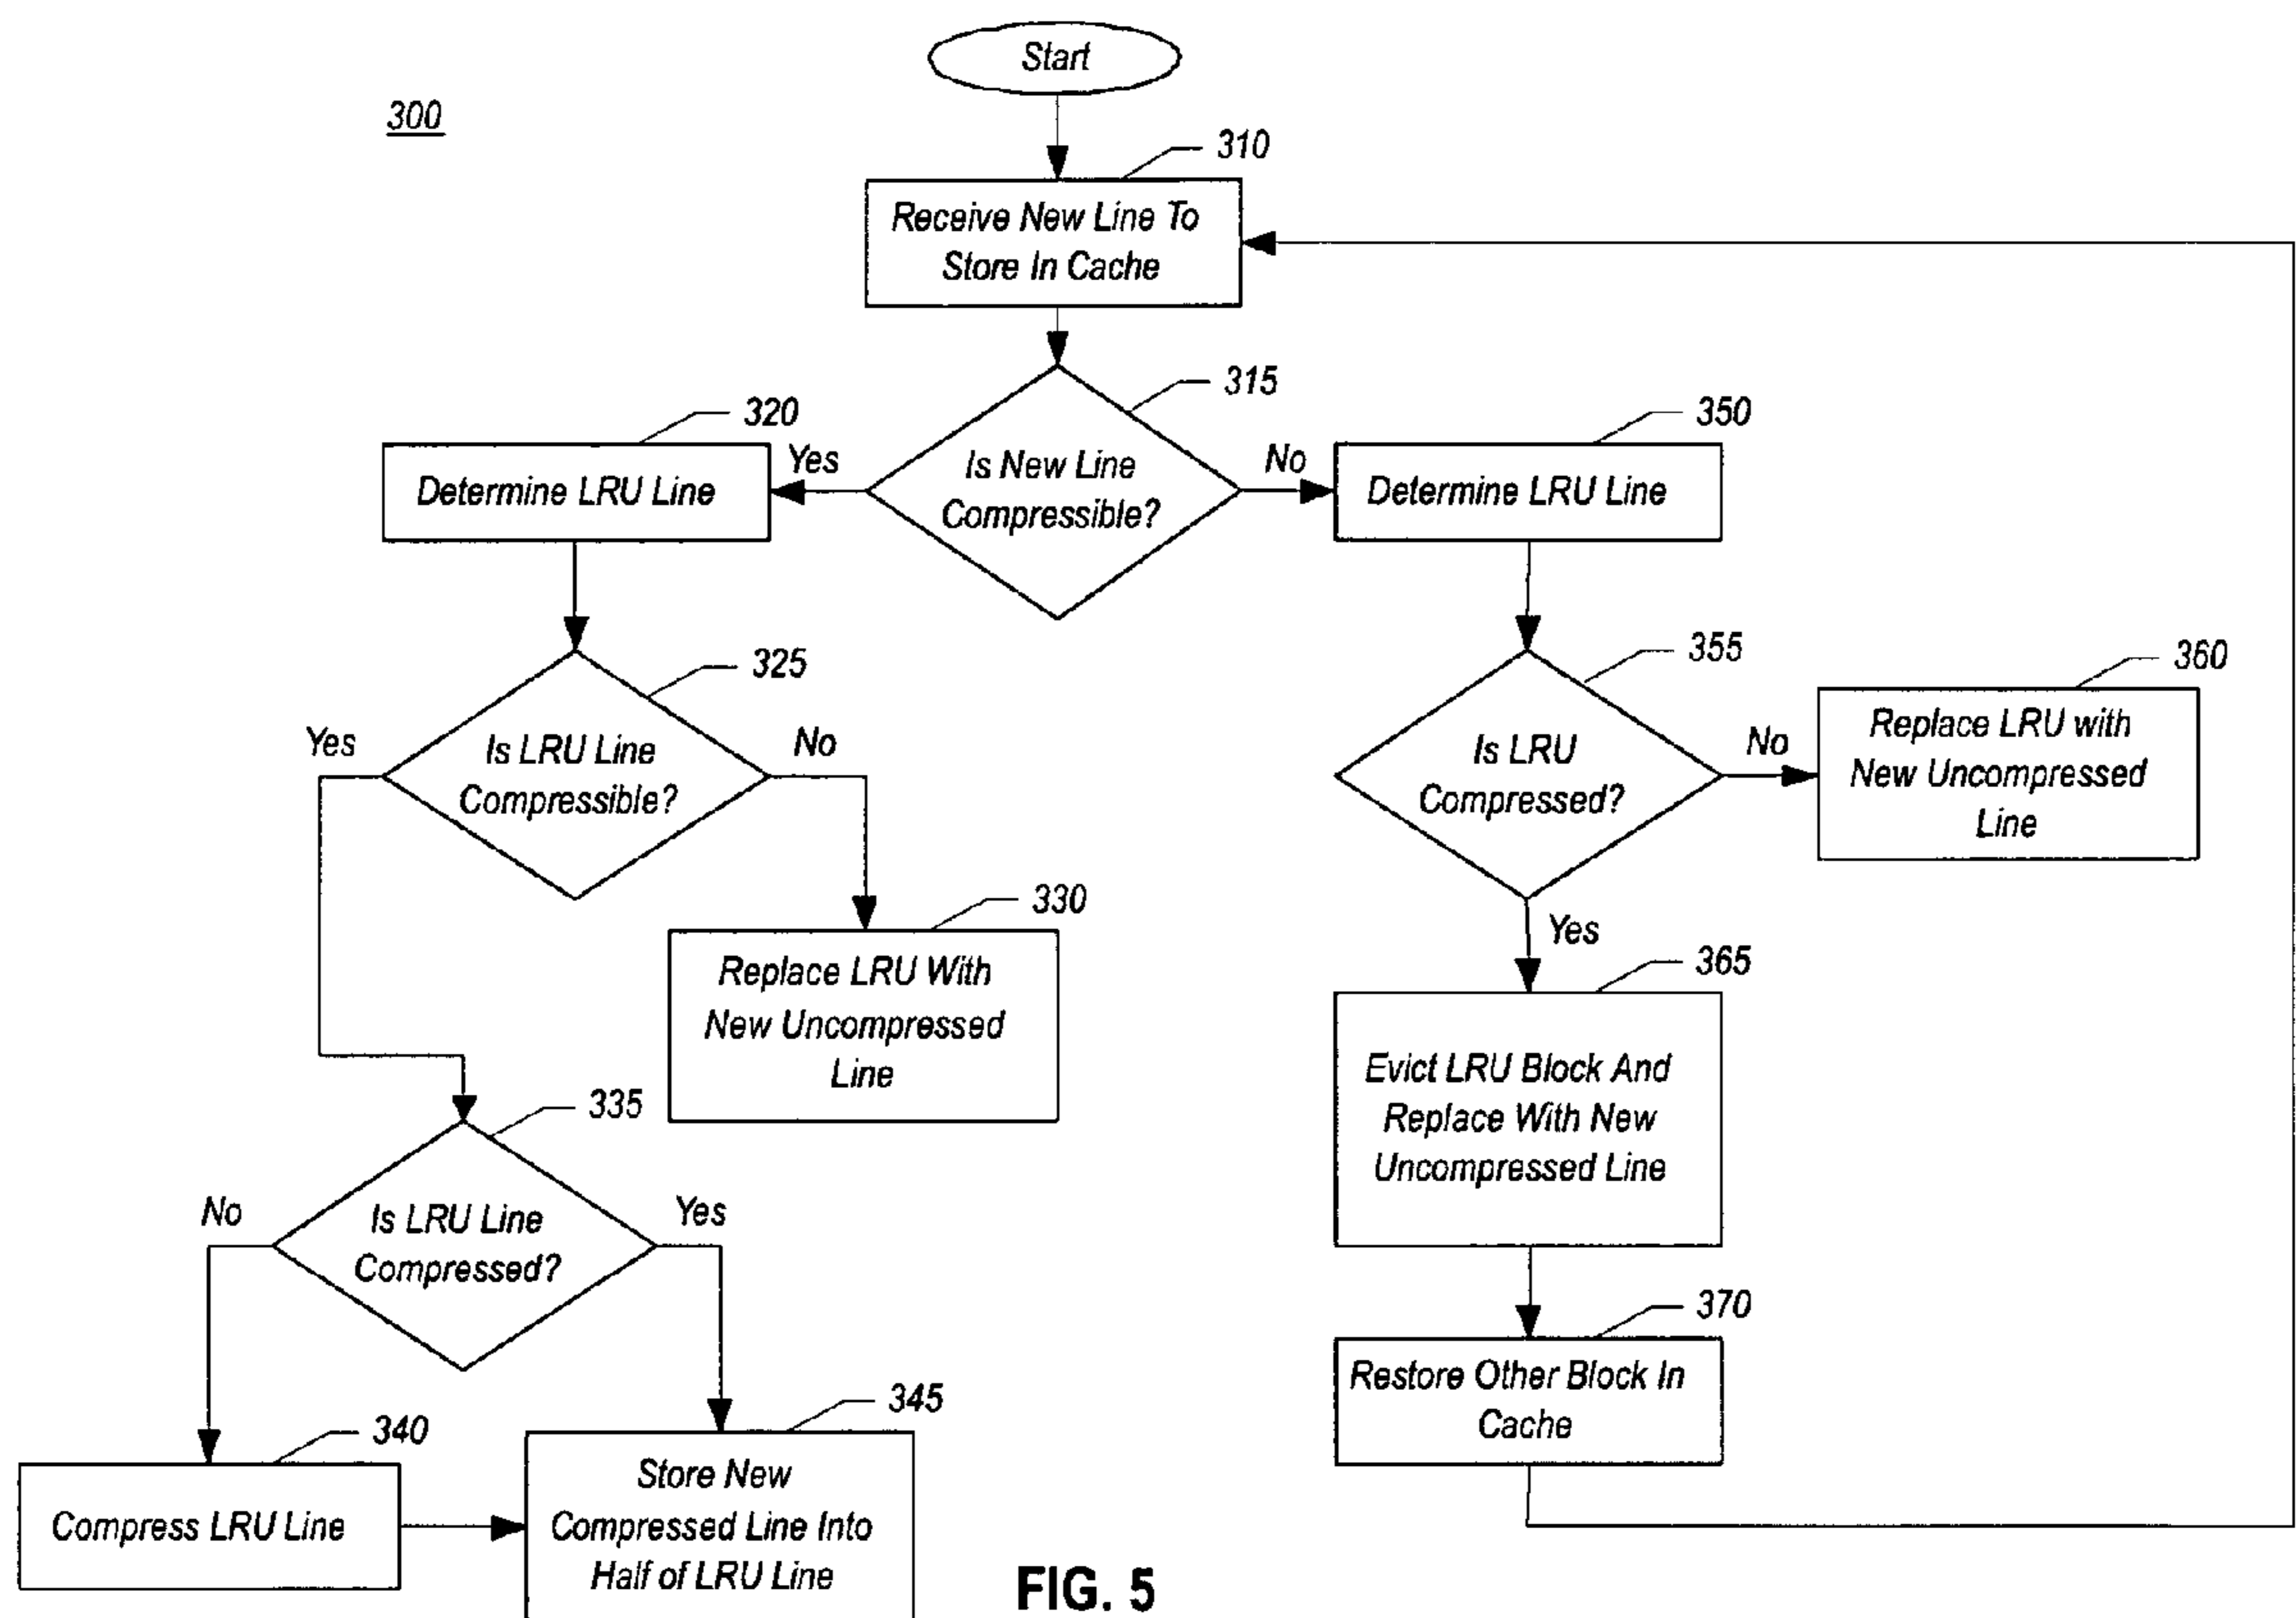 Start
300
310
Receive New Line To
Store In Cache
315
320
350
Determine LRU Line
Yes
Is New Line
Compressible?
No
Determine LRU Line
325
355
360
Yes
Is LRU Line
Compressible?
No
Is LRU
Compressed?
No
Replace LRU with
New Uncompressed
Line
330
Replace LRU With
New Uncompressed
Line
Yes
365
Evict LRU Block And
Replace With New
Uncompressed Line
335
No
Is LRU Line
Compressed?
Yes
370
Restore Other Block In
Cache
340
Compress LRU Line
345
Store New
Compressed Line Into
Half of LRU Line
FIG. 5